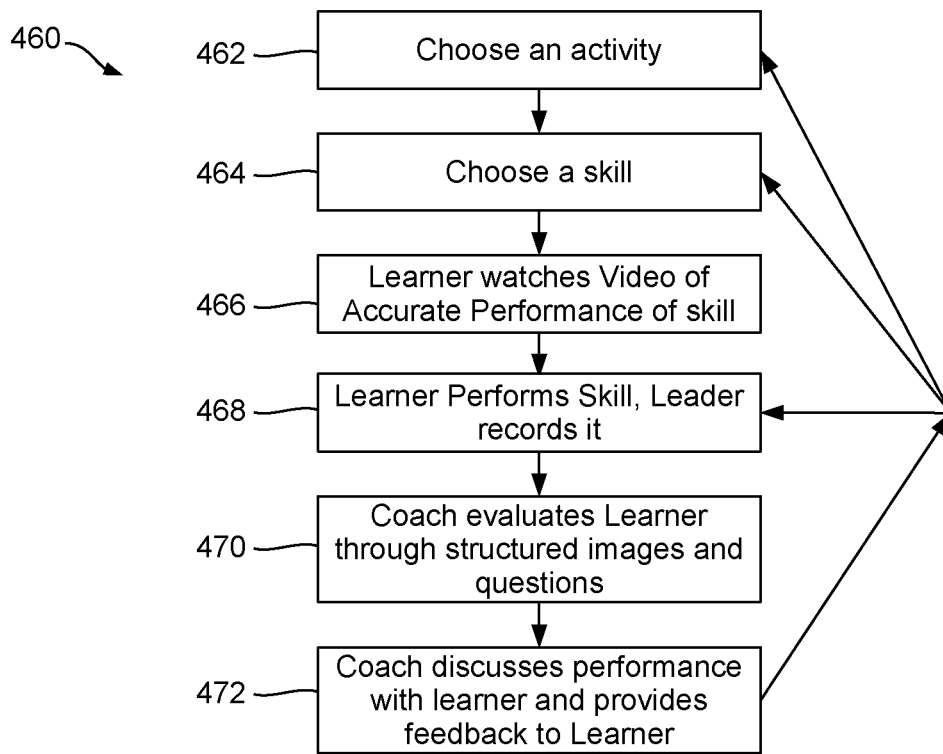 460
462
Choose an activity
464
Choose a skill
466
Learner watches Video of
Accurate Performance of skill
468
Learner Performs Skill, Leader
records it
470
Coach evaluates Learner
through structured images and
questions
472
Coach discusses performance
with learner and provides
feedback to Learner